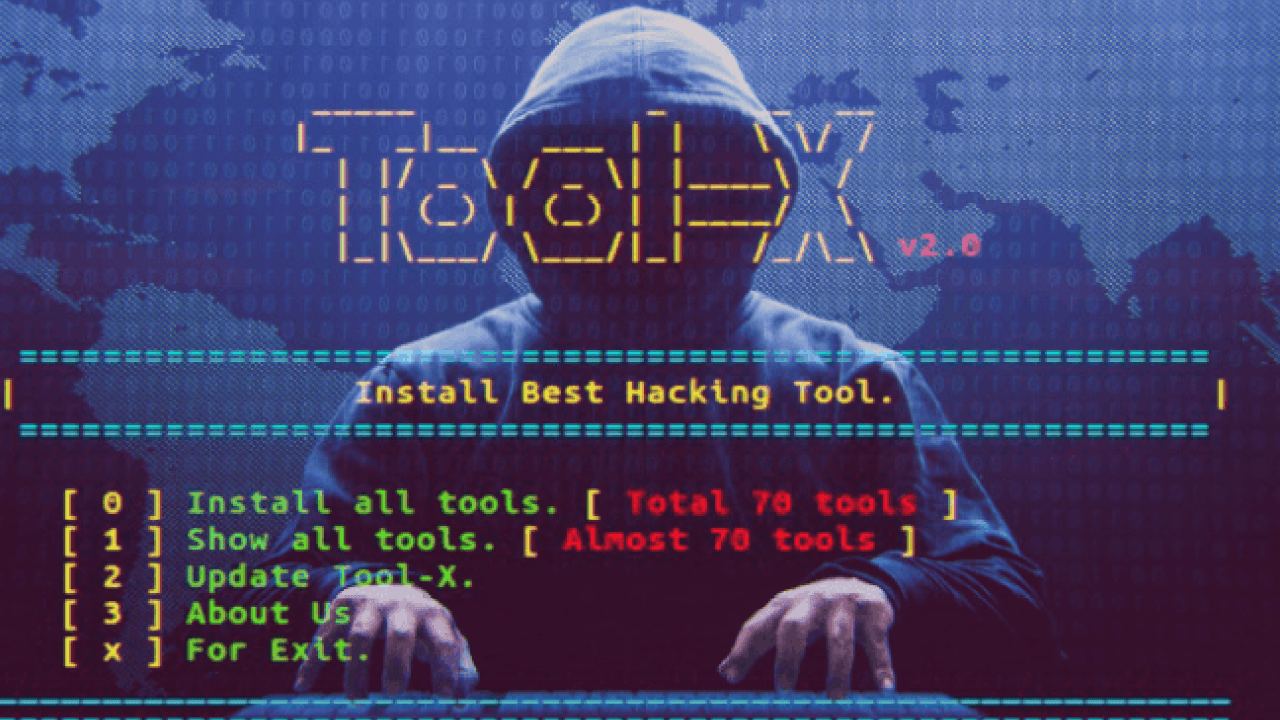 Tool-X
v2.0
Install Best Hacking Tool.
[ 0 ] Install all tools. [ Total 70 tools ]
[ 1 ] Show all tools. [ Almost 70 tools ]
[ 2 ] Update Tool-X.
[ 3 ] About Us
[ x ] For Exit.